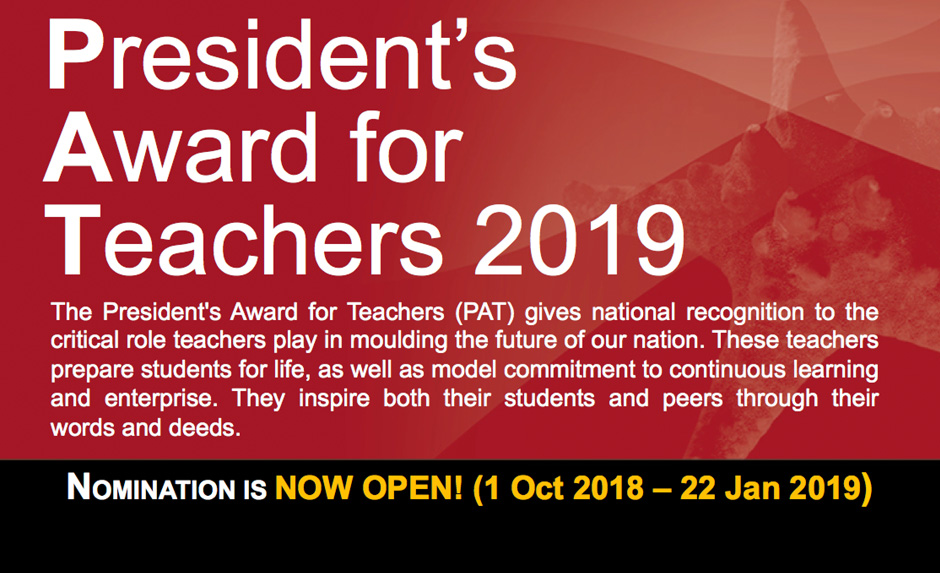 President’s
Award for
Teachers 2019
The President's Award for Teachers (PAT) gives national recognition to the
critical role teachers play in moulding the future of our nation. These teachers
prepare students for life, as well as model commitment to continuous learning
and enterprise. They inspire both their students and peers through their
words and deeds.
NOMINATION IS NOW OPEN! (1 Oct 2018 – 22 Jan 2019)